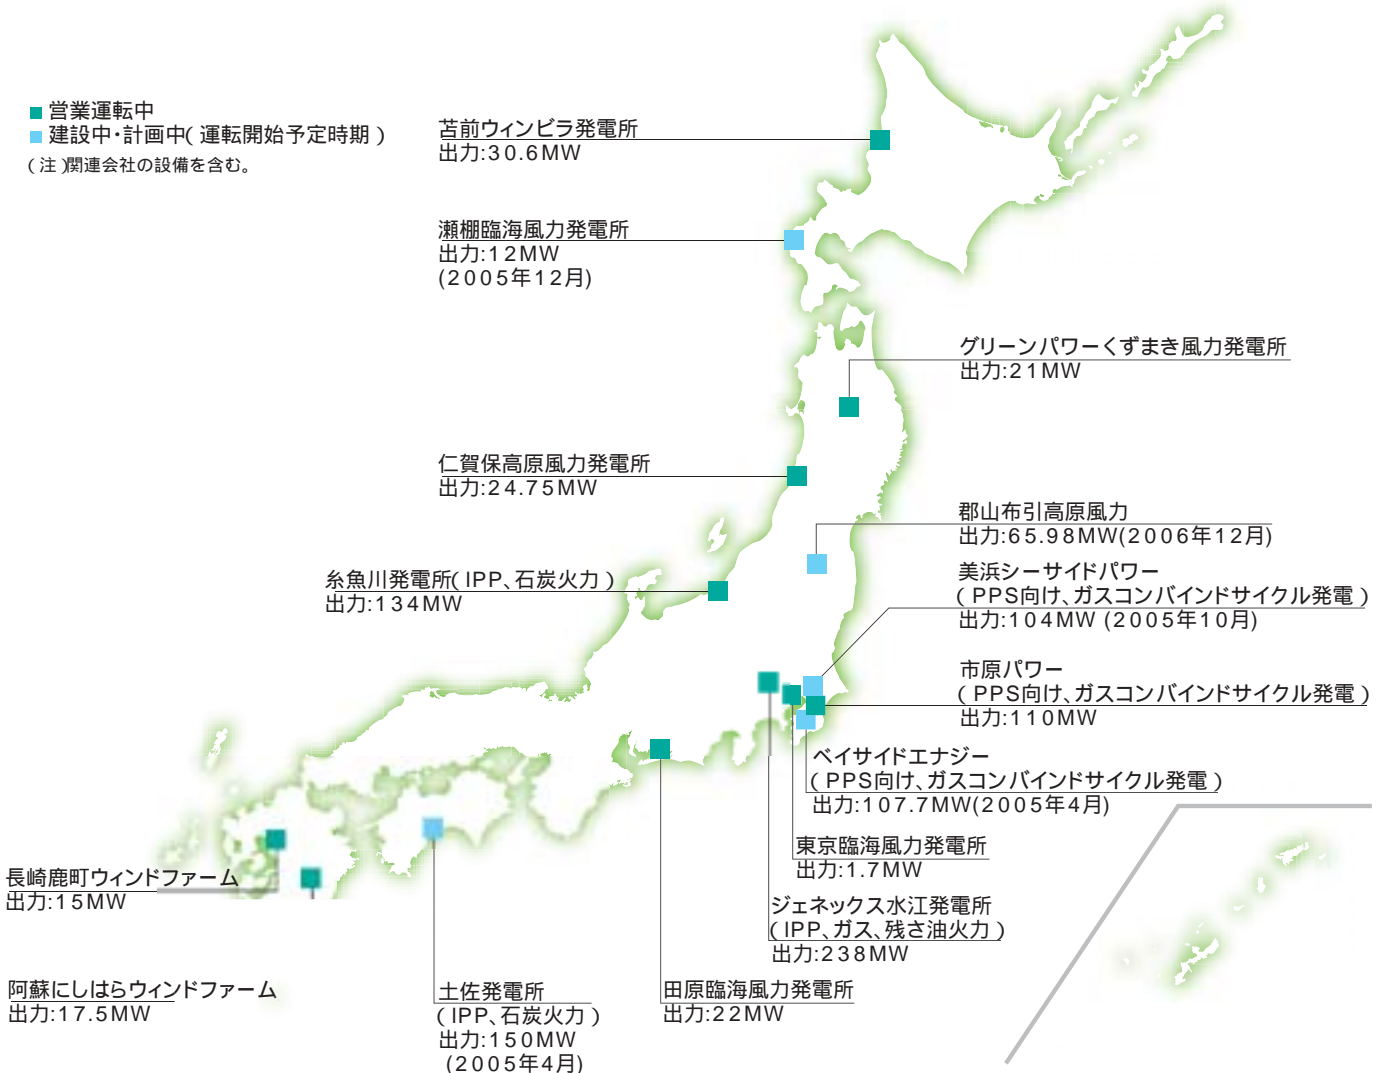 営業運転中
建設中・計画中(運転開始予定時期)
(注)関連会社の設備を含む。
苫前ウィンビラ発電所
出力:30.6MW
瀬棚臨海風力発電所
出力:12MW
(2005年12月)
グリーンパワーくずまき風力発電所
出力:21MW
仁賀保高原風力発電所
出力:24.75MW
郡山布引高原風力
出力:65.98MW(2006年12月)
糸魚川発電所(IPP、石炭火力)
出力:134MW
美浜シーサイドパワー
(PPS向け、ガスコンバインドサイクル発電)
出力:104MW (2005年10月)
市原パワー
(PPS向け、ガスコンバインドサイクル発電)
出力:110MW
ベイサイドエナジー
(PPS向け、ガスコンバインドサイクル発電)
出力:107.7MW(2005年4月)
東京臨海風力発電所
出力:1.7MW
長崎鹿町ウィンドファーム
出力:15MW
ジェネックス水江発電所
(IPP、ガス、残さ油火力)
出力:238MW
阿蘇にしはらウィンドファーム
出力:17.5MW
土佐発電所
(IPP、石炭火力)
出力:150MW
(2005年4月)
田原臨海風力発電所
出力:22MW